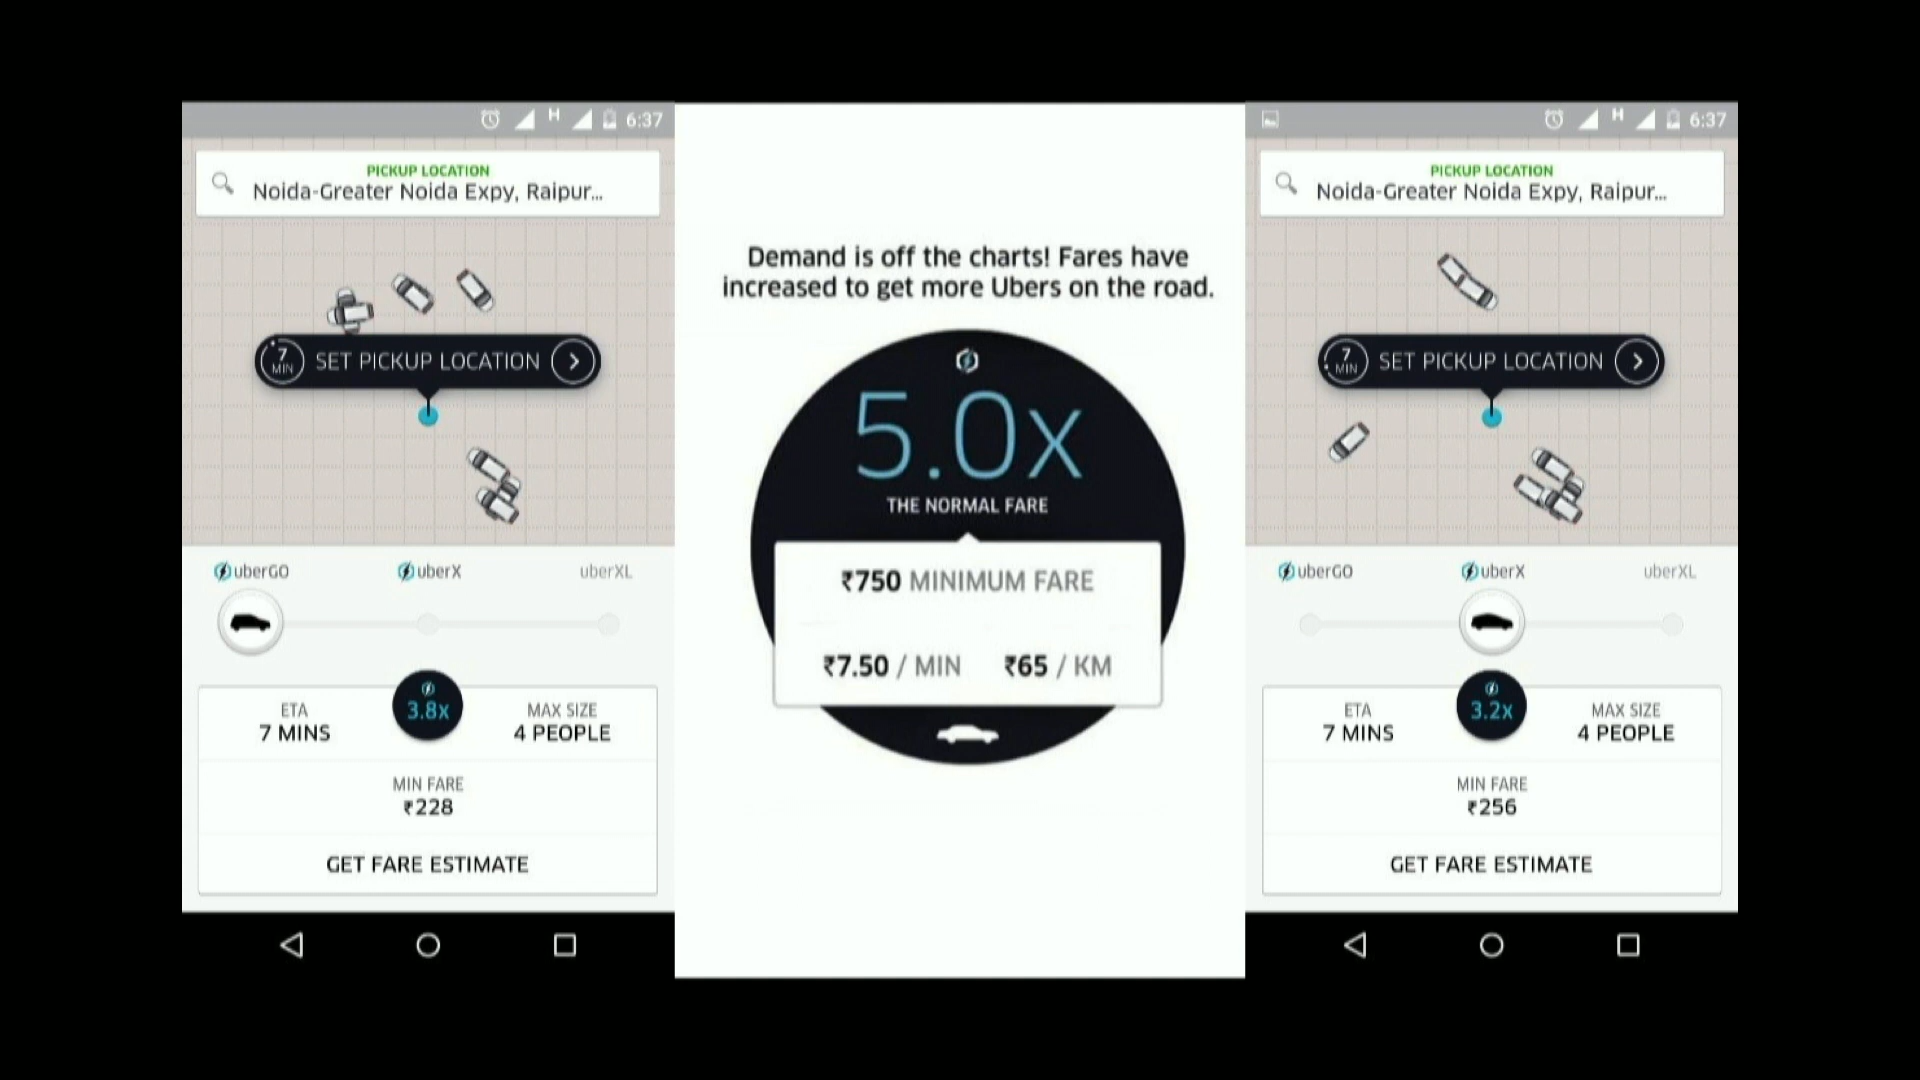 6:37
PICKUP LOCATION
Noida-Greater Noida Expy, Raipur...
7
MIN
SET PICKUP LOCATION
uberGO
uberX
uberXL
3.8x
ETA
7 MINS
MAX SIZE
4 PEOPLE
MIN FARE
₹228
GET FARE ESTIMATE
Demand is off the charts! Fares have
increased to get more Ubers on the road.
5.0x
THE NORMAL FARE
₹750 MINIMUM FARE
₹7.50 / MIN
₹65 / KM
H 6:37
PICKUP LOCATION
Noida-Greater Noida Expy, Raipur...
7
MIN
SET PICKUP LOCATION
uberGO
uberX
uberXL
3.2x
ETA
7 MINS
MAX SIZE
4 PEOPLE
MIN FARE
₹256
GET FARE ESTIMATE